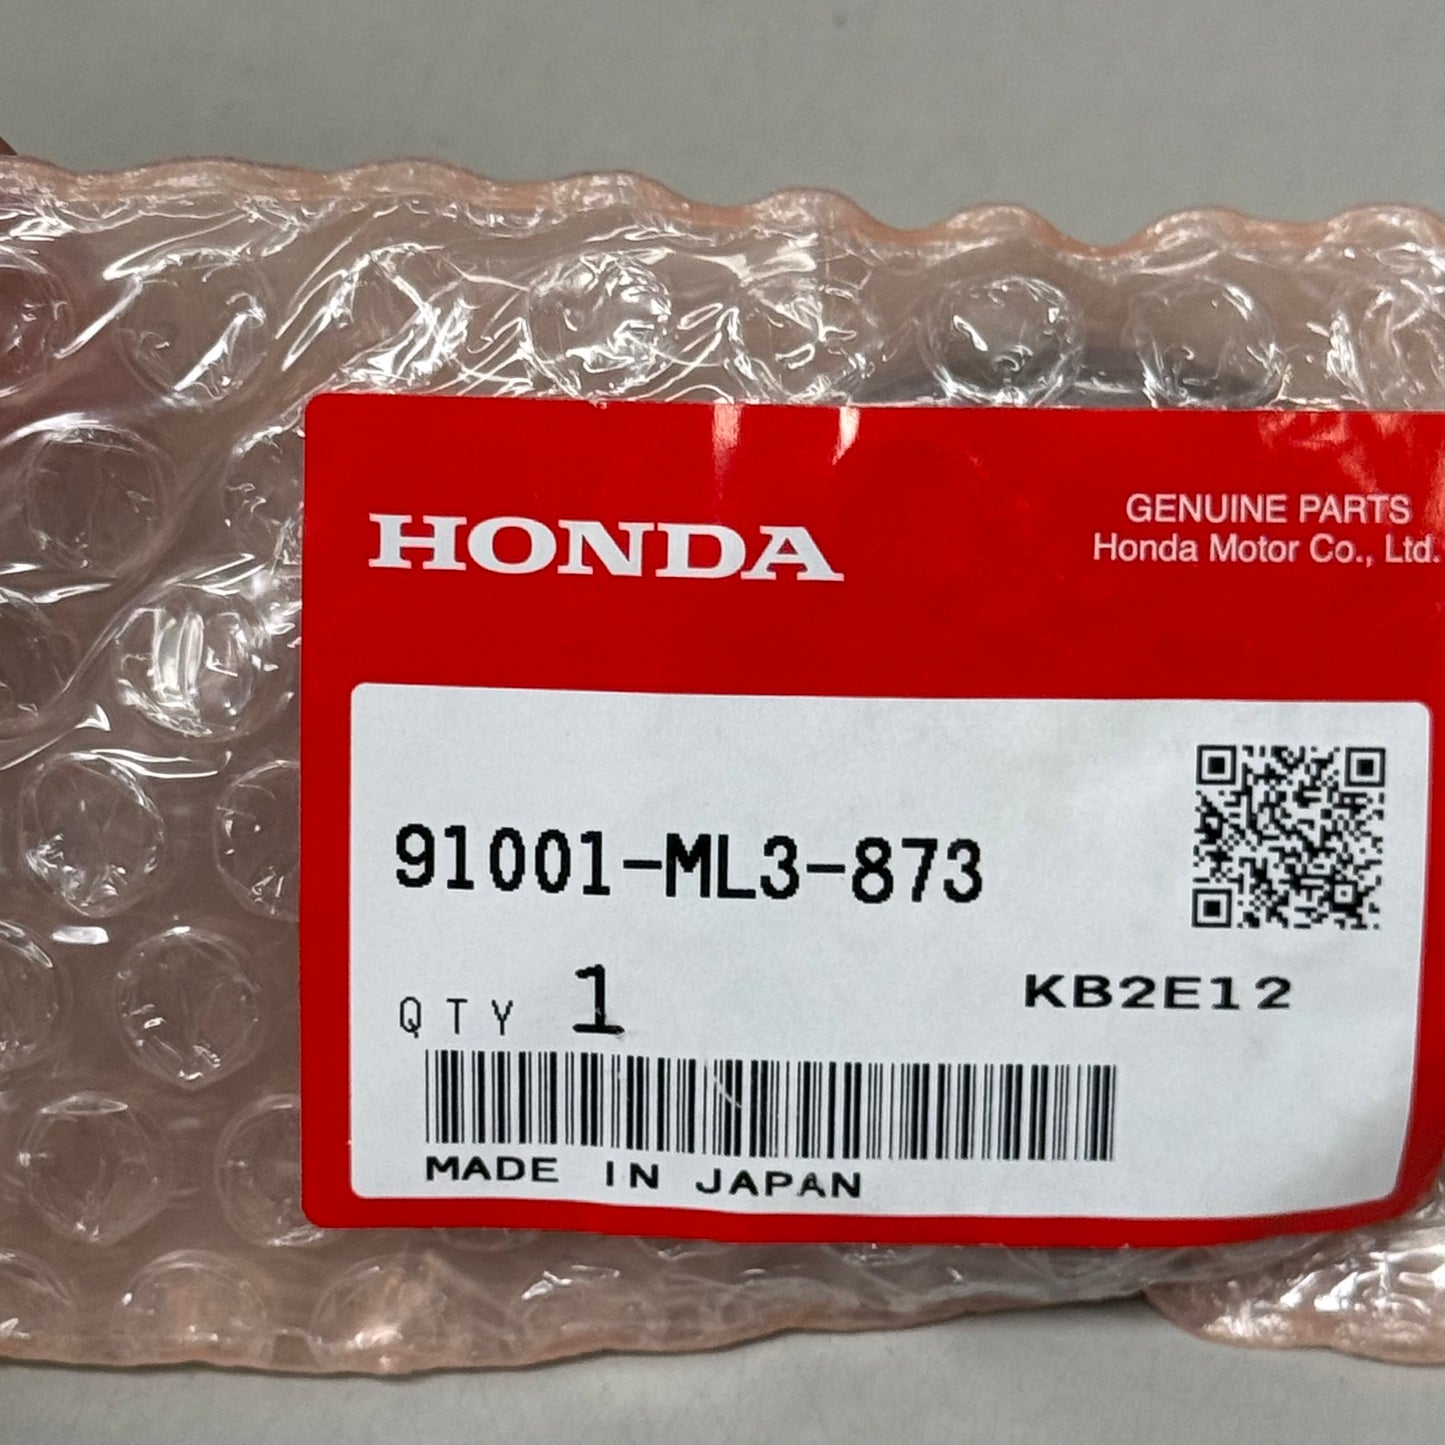 HONDA
GENUINE PARTS
Honda Motor Co., Ltd.
91001-ML3-873
QTY 1
KB2E12
MADE IN JAPAN